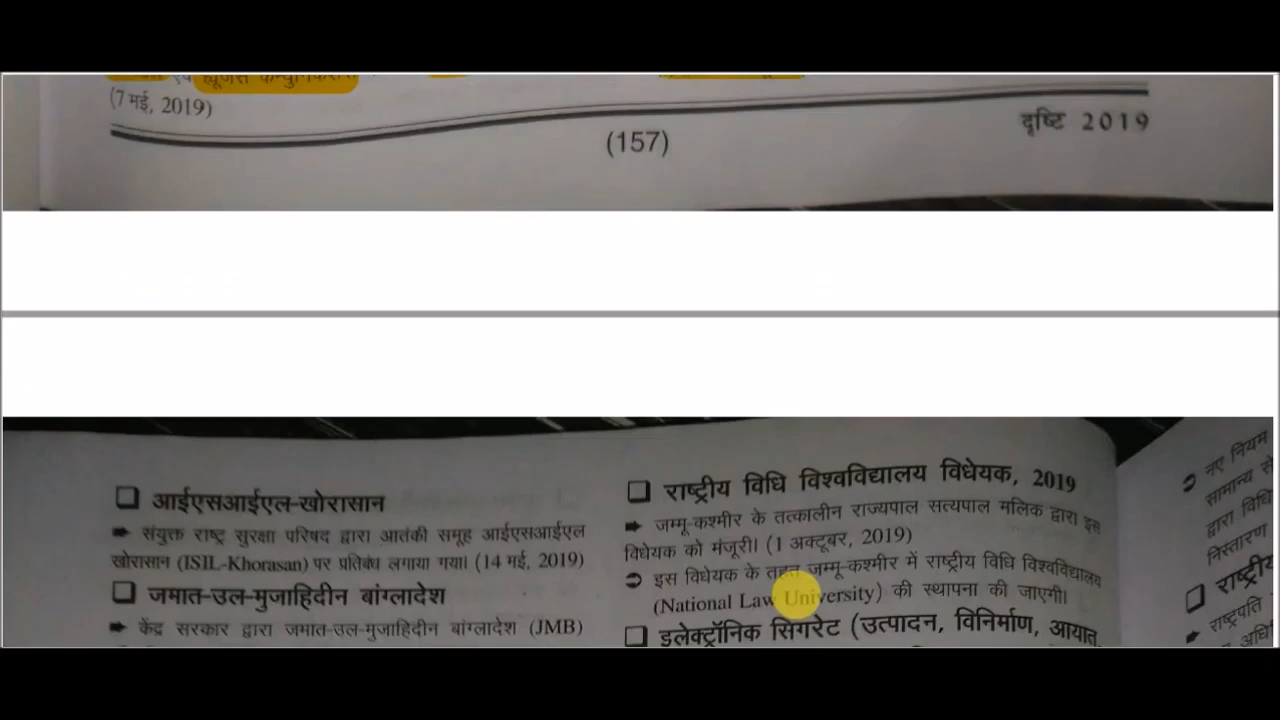 एवं
(7 मई, 2019)
(157)
दृष्टि 2019
❑ आईएसआईएल-खोरासान
➨ संयुक्त राष्ट्र सुरक्षा परिषद द्वारा आतंकी समूह आईएसआईएल
खोरासान (ISIL-Khorasan) पर प्रतिबंध लगाया गया। (14 मई, 2019)
❑ जमात-उल-मुजाहिदीन बांग्लादेश
➨ केंद्र सरकार द्वारा जमात-उल-मुजाहिदीन बांग्लादेश (JMB)
❑ राष्ट्रीय विधि विश्वविद्यालय विधेयक, 2019
➨ जम्मू-कश्मीर के तत्कालीन राज्यपाल सत्यपाल मलिक द्वारा इस
विधेयक को मंजूरी। (1 अक्टूबर, 2019)
➲ इस विधेयक के तहत जम्मू-कश्मीर में राष्ट्रीय विधि विश्वविद्यालय
(National Law University) की स्थापना की जाएगी।
❑ इलेक्ट्रॉनिक सिगरेट (उत्पादन, विनिर्माण, आयात,
➲ नए नियम
सामान्य से
द्वारा विधि
निस्तारण
❑ राष्ट्रीय
➨ राष्ट्रपति